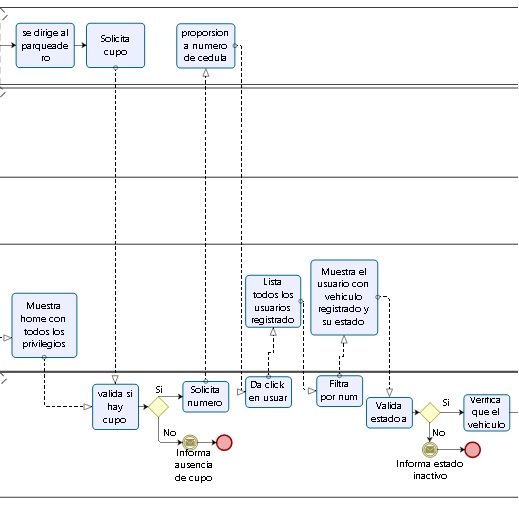 se dirige al
parqueade
ro
Solicita
cupo
proporsion
a numero
de cedula
Muestra
home con
todos los
privilegios
Lista
todos los
usuarios
registrado
Muestra el
usuario con
vehiculo
registrado y
su estado
valida si
hay
cupo
Si
Solicita
numero
No
Informa
ausencia
de cupo
Da click
en usuar
Filtra
por num
Valida
estado a
Si
Verifica
que el
vehiculo
No
Informa estado
inactivo